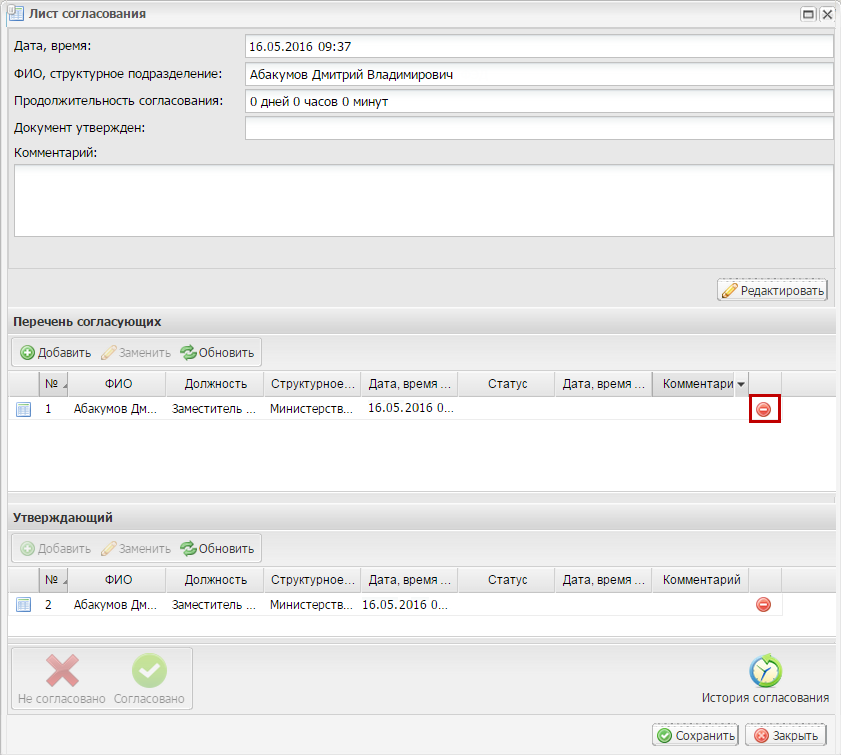 Лист согласования
Дата, время: 16.05.2016 09:37
ФИО, структурное подразделение: Абакумов Дмитрий Владимирович
Продолжительность согласования: 0 дней 0 часов 0 минут
Документ утвержден:
Комментарий:
Редактировать
Перечень согласующих
Добавить Заменить Обновить
№ ФИО Должность Структурное... Дата, время ... Статус Дата, время ... Комментари
1 Абакумов Дм... Заместитель ... Министерств... 16.05.2016 0...
Утверждающий
Добавить Заменить Обновить
№ ФИО Должность Структурное... Дата, время ... Статус Дата, время ... Комментарий
2 Абакумов Дм... Заместитель ... Министерств... 16.05.2016 0...
Не согласовано Согласовано История согласования
Сохранить Закрыть